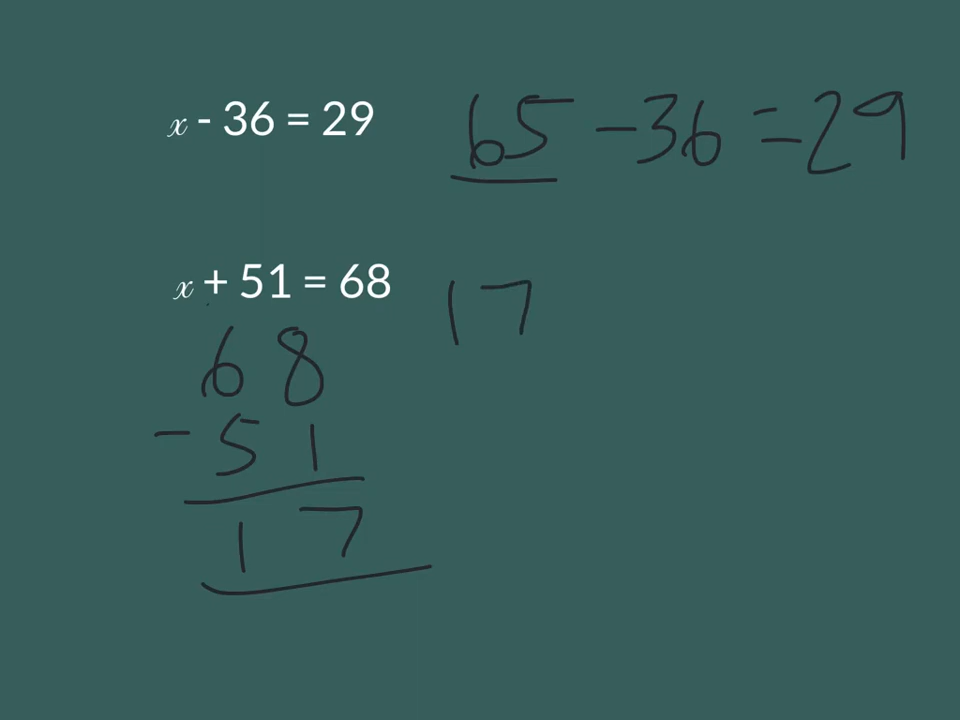 x - 36 = 29
65 - 36 = 29
x + 51 = 68
17
68
- 51
17